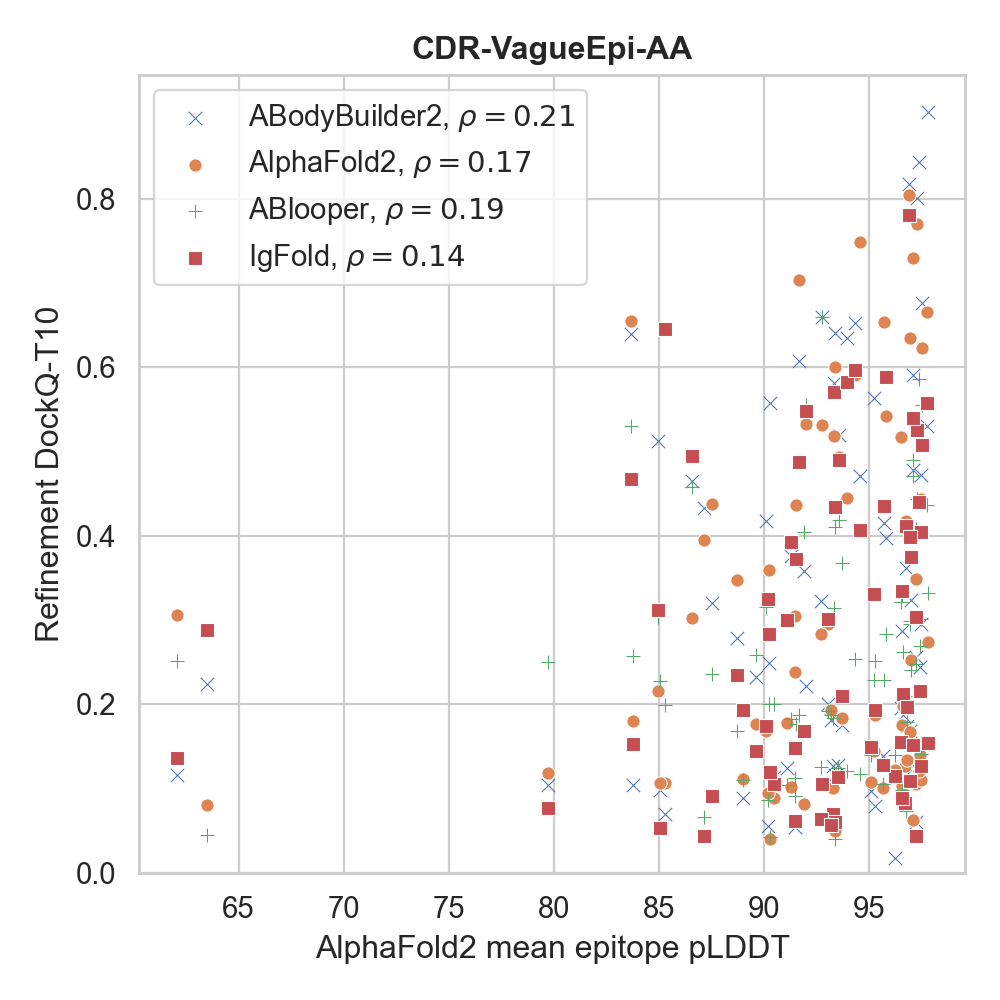 CDR-VagueEpi-AA
ABodyBuilder2, ρ = 0.21
AlphaFold2, ρ = 0.17
ABlooper, ρ = 0.19
IgFold, ρ = 0.14
Refinement DockQ-T10
0.8
0.6
0.4
0.2
0.0
65 70 75 80 85 90 95
AlphaFold2 mean epitope pLDDT